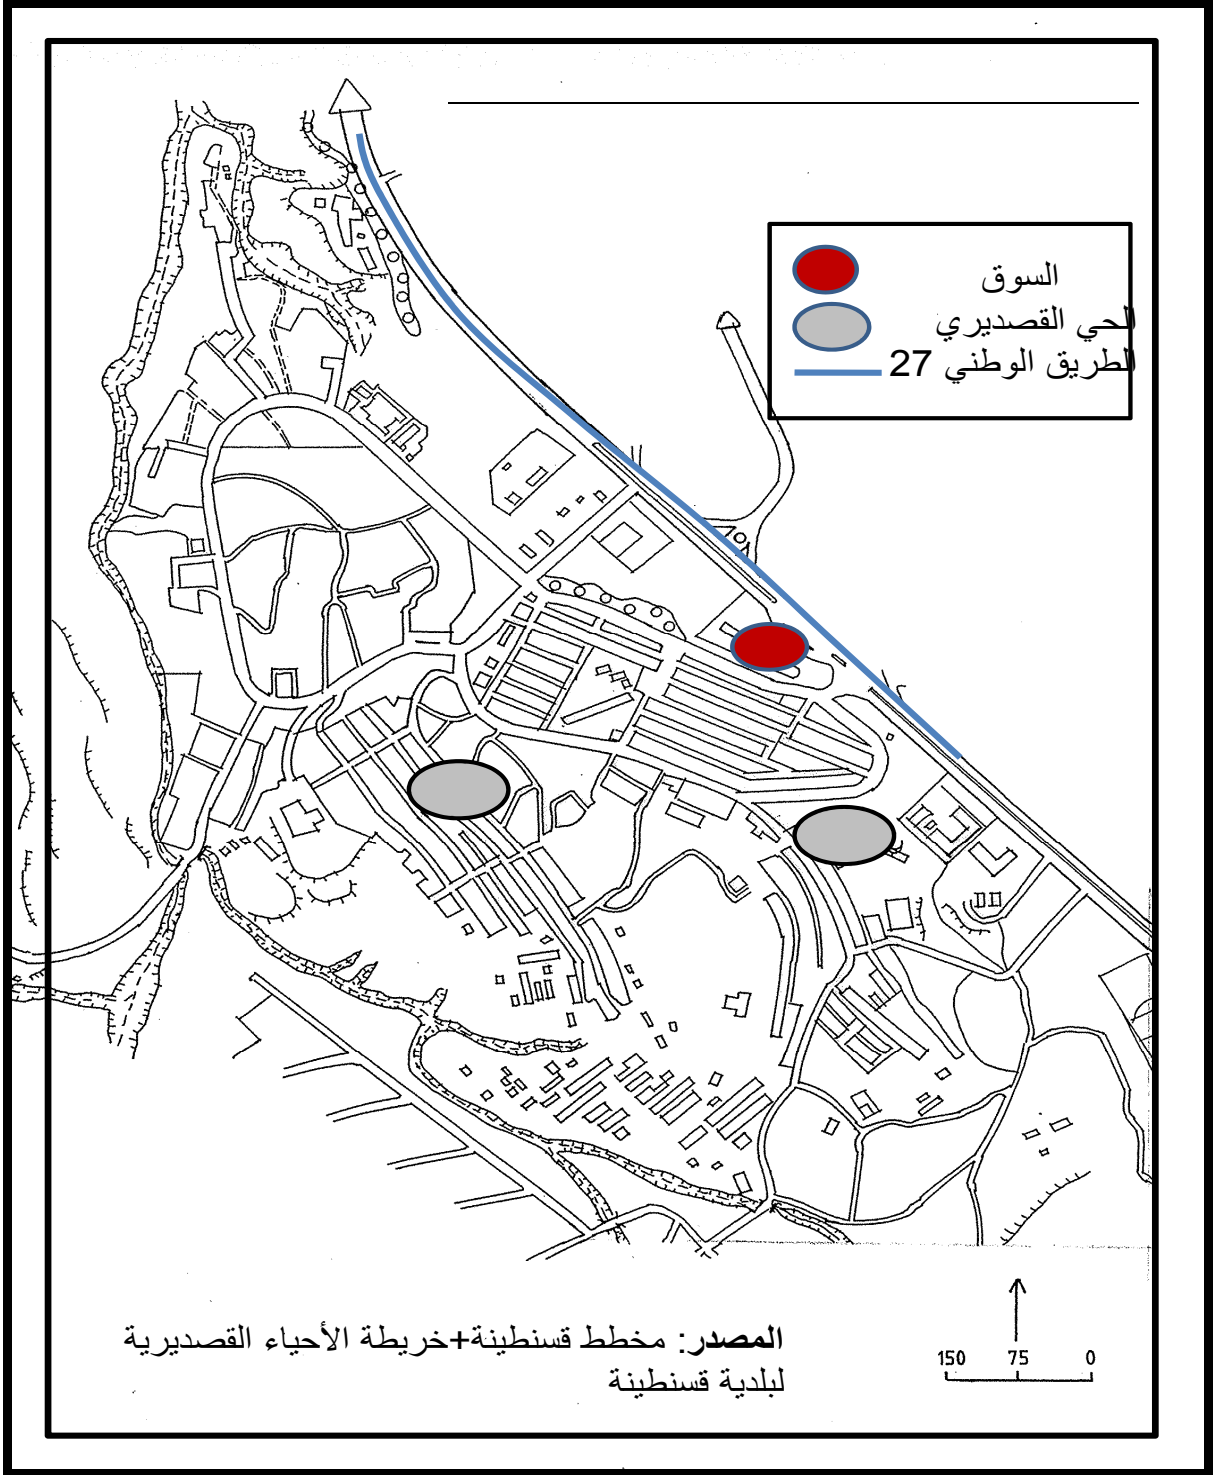 السوق
الحي القصديري
الطريق الوطني 27
المصدر: مخطط قسنطينة+خريطة الأحياء القصديرية
لبلدية قسنطينة
150 75 0